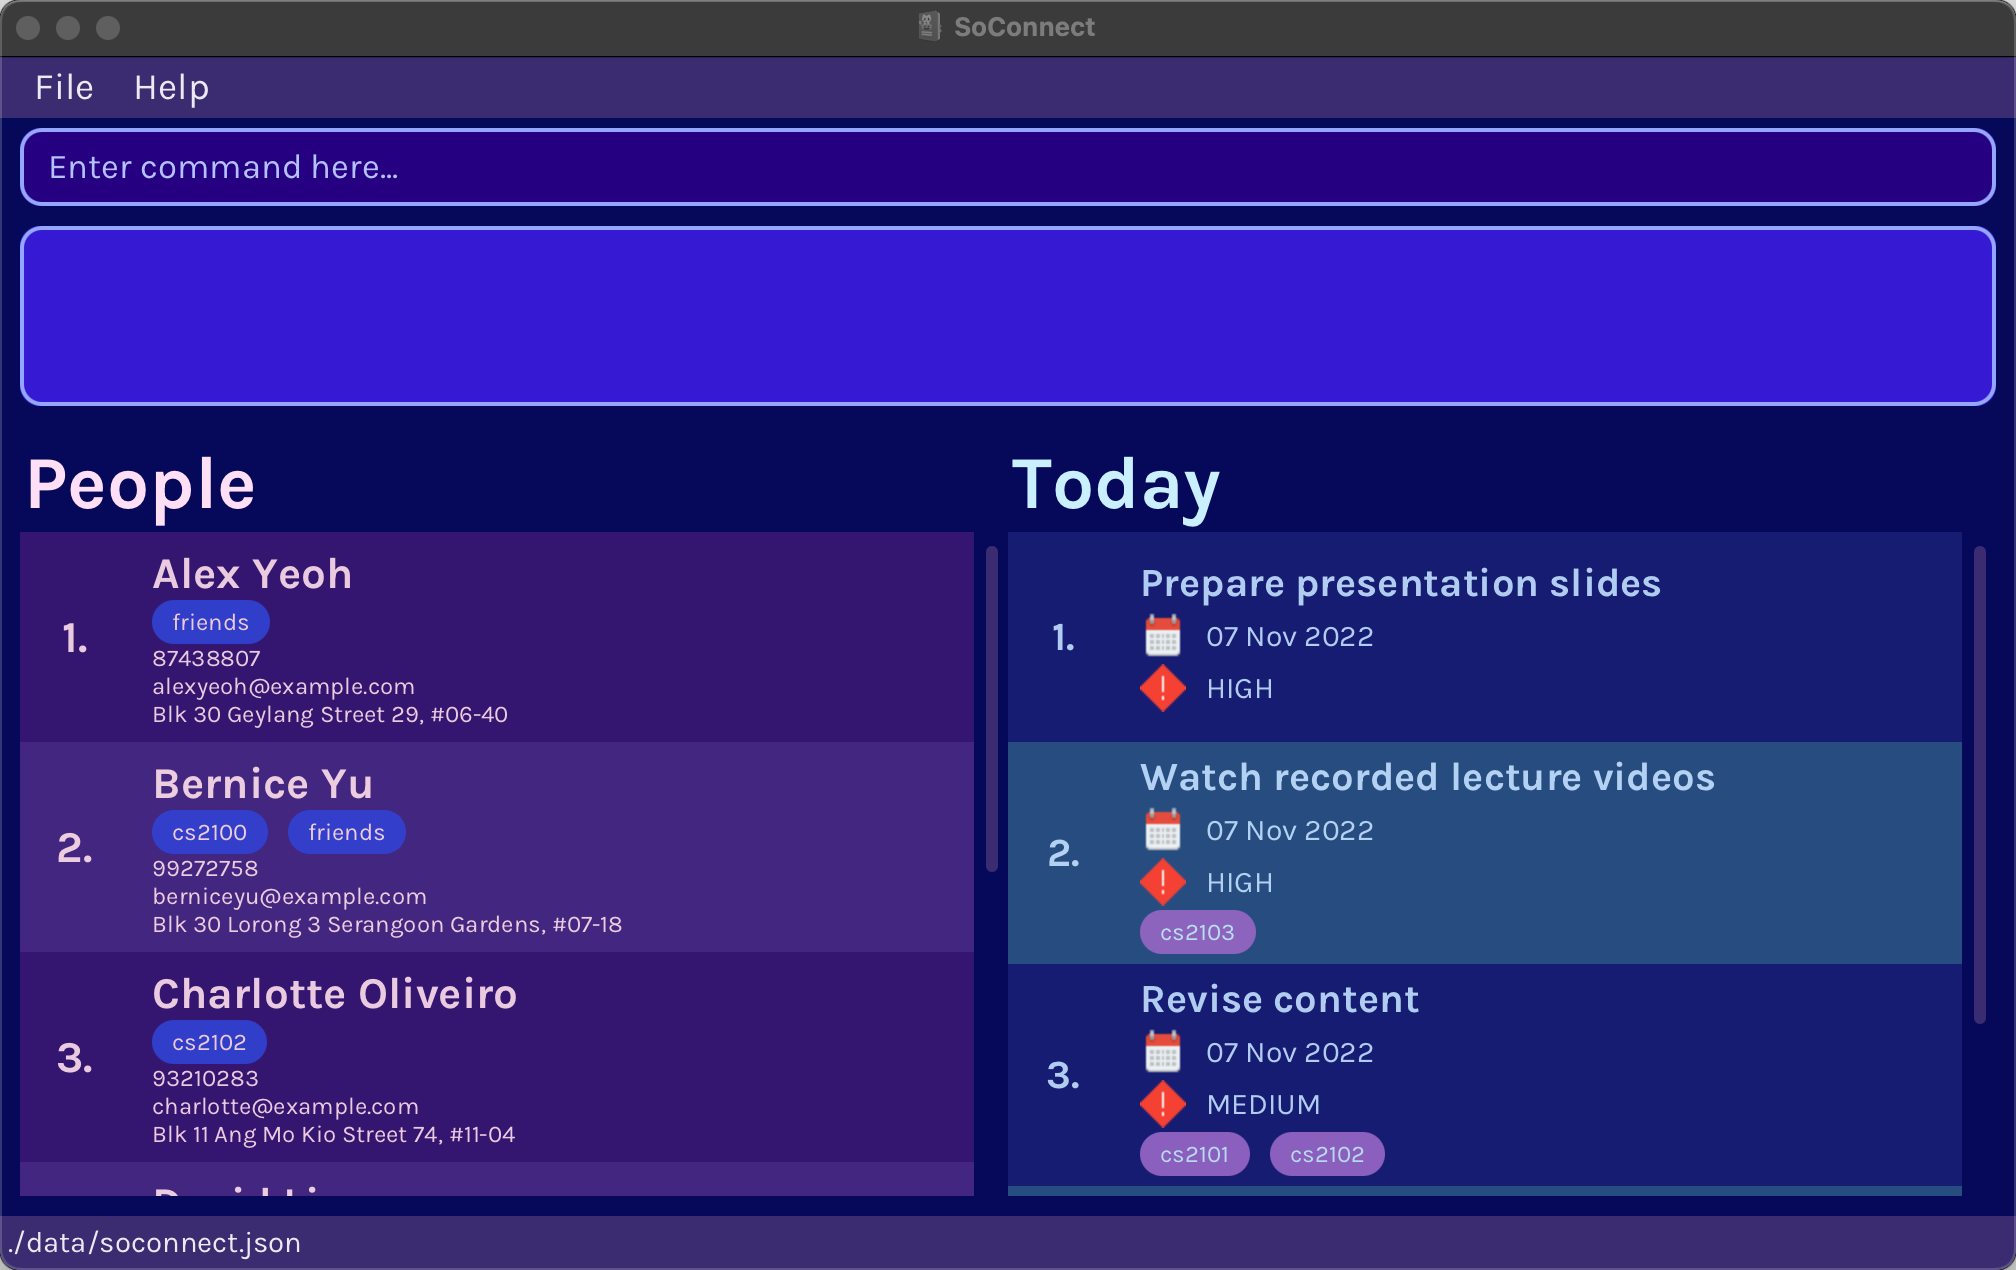 SoConnect
File Help
Enter command here...
People
1.
Alex Yeoh
friends
87438807
alexyeoh@example.com
Blk 30 Geylang Street 29, #06-40
2.
Bernice Yu
cs2100 friends
99272758
berniceyu@example.com
Blk 30 Lorong 3 Serangoon Gardens, #07-18
3.
Charlotte Oliveiro
cs2102
93210283
charlotte@example.com
Blk 11 Ang Mo Kio Street 74, #11-04
Today
1.
Prepare presentation slides
07 Nov 2022
HIGH
2.
Watch recorded lecture videos
07 Nov 2022
HIGH
cs2103
3.
Revise content
07 Nov 2022
MEDIUM
cs2101 cs2102
./data/soconnect.json